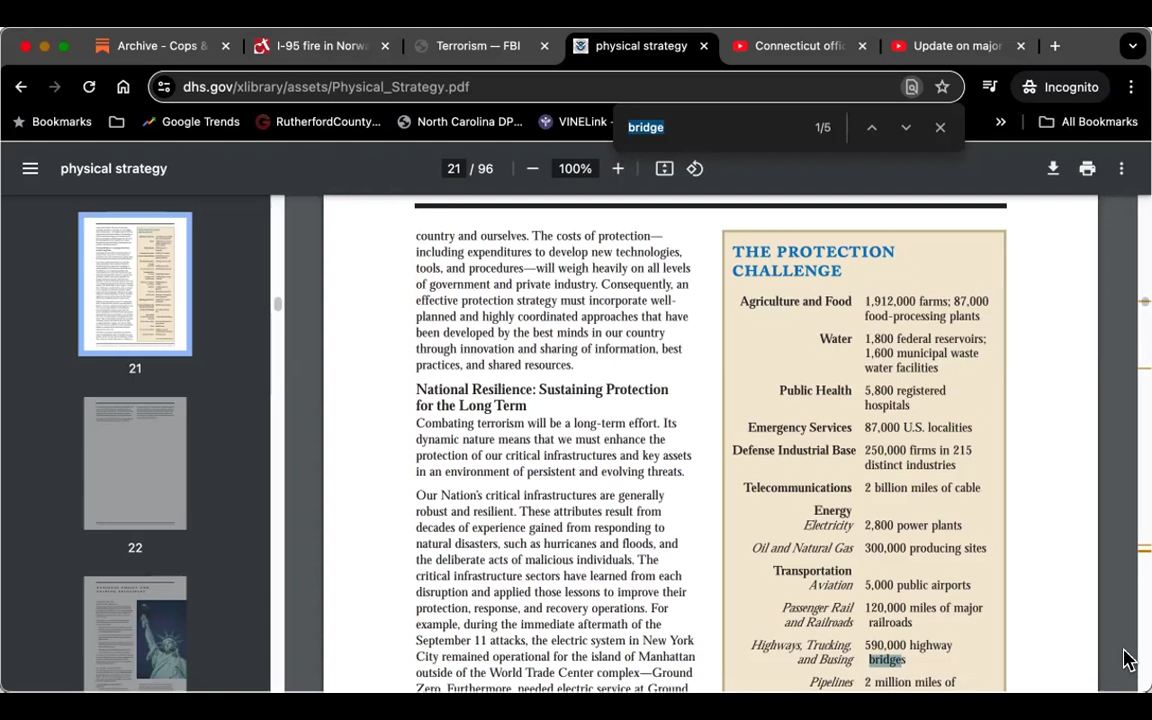 Archive - Cops &
I-95 fire in Norw
Terrorism — FBI
physical strategy
Connecticut offic
Update on major
dhs.gov/xlibrary/assets/Physical_Strategy.pdf
Incognito
Bookmarks
Google Trends
RutherfordCounty...
North Carolina DP...
VINELink -
bridge
1/5
»
All Bookmarks
physical strategy
21 / 96
100%
21
22
country and ourselves. The costs of protection—
including expenditures to develop new technologies,
tools, and procedures—will weigh heavily on all levels
of government and private industry. Consequently, an
effective protection strategy must incorporate well-
planned and highly coordinated approaches that have
been developed by the best minds in our country
through innovation and sharing of information, best
practices, and shared resources.
National Resilience: Sustaining Protection
for the Long Term
Combating terrorism will be a long-term effort. Its
dynamic nature means that we must enhance the
protection of our critical infrastructures and key assets
in an environment of persistent and evolving threats.
Our Nation's critical infrastructures are generally
robust and resilient. These attributes result from
decades of experience gained from responding to
natural disasters, such as hurricanes and floods, and
the deliberate acts of malicious individuals. The
critical infrastructure sectors have learned from each
disruption and applied those lessons to improve their
protection, response, and recovery operations. For
example, during the immediate aftermath of the
September 11 attacks, the electric system in New York
City remained operational for the island of Manhattan
outside of the World Trade Center complex—Ground
Zero. Furthermore, needed electric service at Ground
THE PROTECTION
CHALLENGE
Agriculture and Food 1,912,000 farms; 87,000
food-processing plants
Water 1,800 federal reservoirs;
1,600 municipal waste
water facilities
Public Health 5,800 registered
hospitals
Emergency Services 87,000 U.S. localities
Defense Industrial Base 250,000 firms in 215
distinct industries
Telecommunications 2 billion miles of cable
Energy
Electricity 2,800 power plants
Oil and Natural Gas 300,000 producing sites
Transportation
Aviation 5,000 public airports
Passenger Rail 120,000 miles of major
and Railroads railroads
Highways, Trucking, 590,000 highway
and Busing bridges
Pipelines 2 million miles of